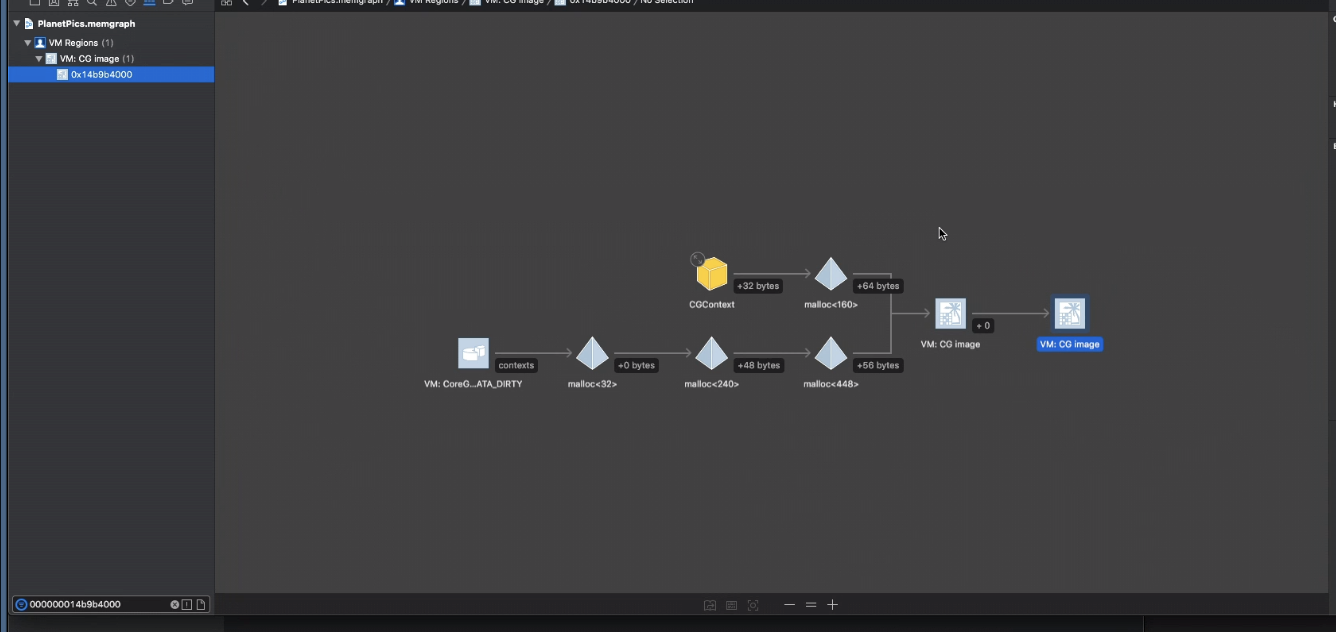 PlanetPics.memgraph / VM Regions / VM: CG image / 0x14b9b4000 / No Selection
PlanetPics.memgraph
VM Regions (1)
VM: CG image (1)
0x14b9b4000
+32 bytes
+64 bytes
CGContext
malloc<160>
+ 0
VM: CG image
VM: CG image
contexts
+0 bytes
+48 bytes
+56 bytes
VM: CoreG...ATA_DIRTY
malloc<32>
malloc<240>
malloc<448>
000000014b9b4000